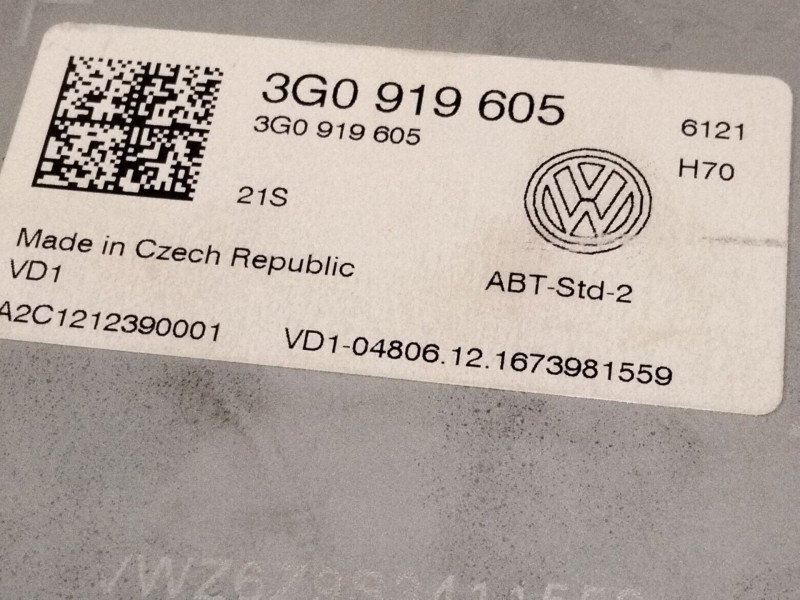 3G0 919 605
3G0 919 605
6121
H70
21S
Made in Czech Republic
VD1
ABT-Std-2
A2C1212390001
VD1-04806.12.1673981559